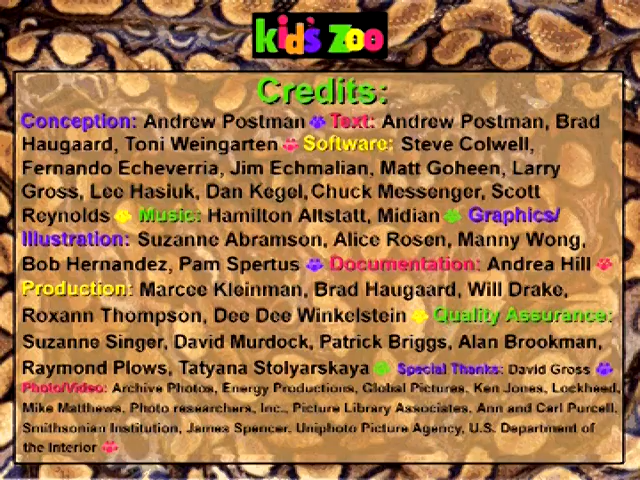 kid's Zoo
Credits:
Conception: Andrew Postman Text: Andrew Postman, Brad
Haugaard, Toni Weingarten Software: Steve Colwell,
Fernando Echeverria, Jim Echmalian, Matt Goheen, Larry
Gross, Lee Hasiuk, Dan Kegel, Chuck Messenger, Scott
Reynolds Music: Hamilton Altstatt, Midian Graphics/
Illustration: Suzanne Abramson, Alice Rosen, Manny Wong,
Bob Hernandez, Pam Spertus Documentation: Andrea Hill
Production: Marcee Kleinman, Brad Haugaard, Will Drake,
Roxann Thompson, Dee Dee Winkelstein Quality Assurance:
Suzanne Singer, David Murdock, Patrick Briggs, Alan Brookman,
Raymond Plows, Tatyana Stolyarskaya Special Thanks: David Gross
Photo/Video: Archive Photos, Energy Productions, Global Pictures, Ken Jones, Lockheed,
Mike Matthews, Photo researchers, Inc., Picture Library Associates, Ann and Carl Purcell,
Smithsonian Institution, James Spencer, Uniphoto Picture Agency, U.S. Department of
the Interior